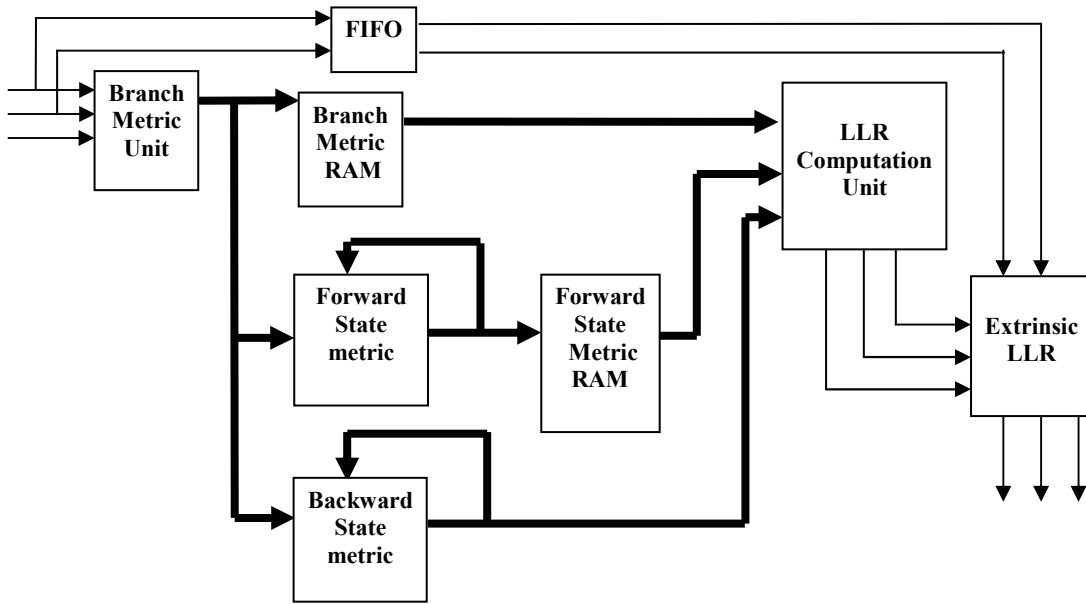 FIFO
Branch
Metric
Unit
Branch
Metric
RAM
LLR
Computation
Unit
Forward
State
metric
Forward
State
Metric
RAM
Extrinsic
LLR
Backward
State
metric